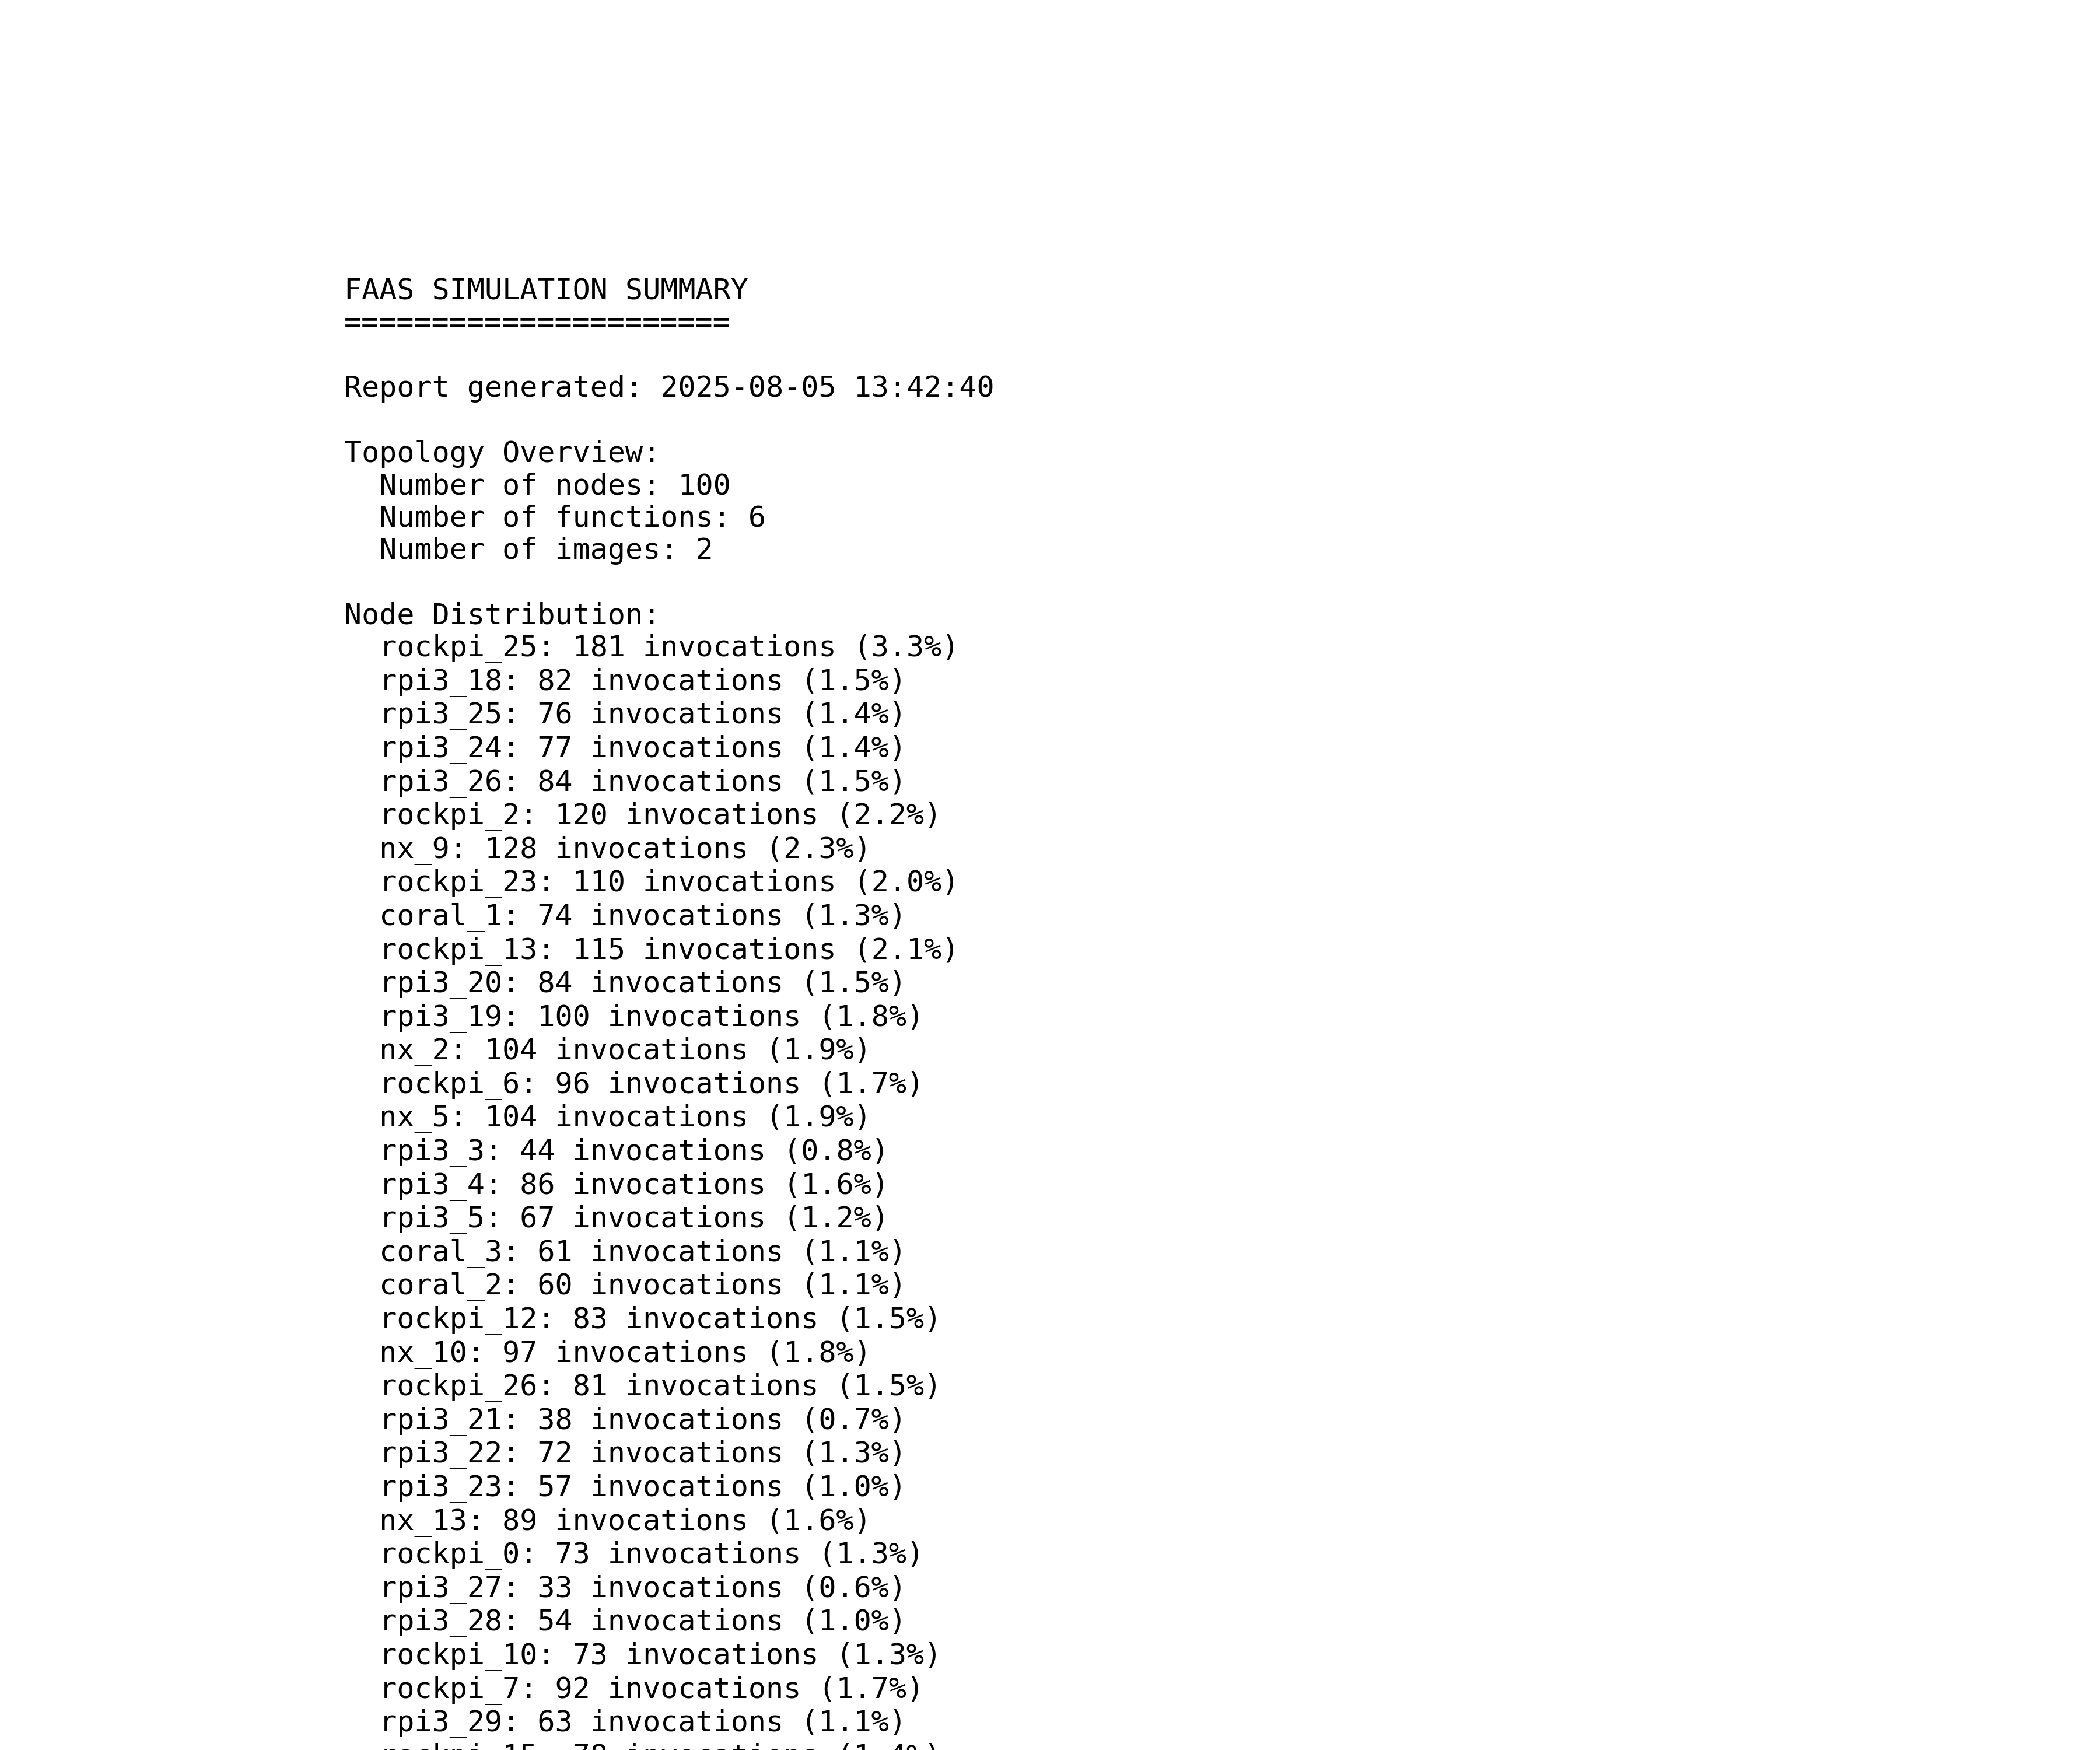 FAAS SIMULATION SUMMARY
======================
Report generated: 2025-08-05 13:42:40
Topology Overview:
Number of nodes: 100
Number of functions: 6
Number of images: 2
Node Distribution:
rockpi_25: 181 invocations (3.3%)
rpi3_18: 82 invocations (1.5%)
rpi3_25: 76 invocations (1.4%)
rpi3_24: 77 invocations (1.4%)
rpi3_26: 84 invocations (1.5%)
rockpi_2: 120 invocations (2.2%)
nx_9: 128 invocations (2.3%)
rockpi_23: 110 invocations (2.0%)
coral_1: 74 invocations (1.3%)
rockpi_13: 115 invocations (2.1%)
rpi3_20: 84 invocations (1.5%)
rpi3_19: 100 invocations (1.8%)
nx_2: 104 invocations (1.9%)
rockpi_6: 96 invocations (1.7%)
nx_5: 104 invocations (1.9%)
rpi3_3: 44 invocations (0.8%)
rpi3_4: 86 invocations (1.6%)
rpi3_5: 67 invocations (1.2%)
coral_3: 61 invocations (1.1%)
coral_2: 60 invocations (1.1%)
rockpi_12: 83 invocations (1.5%)
nx_10: 97 invocations (1.8%)
rockpi_26: 81 invocations (1.5%)
rpi3_21: 38 invocations (0.7%)
rpi3_22: 72 invocations (1.3%)
rpi3_23: 57 invocations (1.0%)
nx_13: 89 invocations (1.6%)
rockpi_0: 73 invocations (1.3%)
rpi3_27: 33 invocations (0.6%)
rpi3_28: 54 invocations (1.0%)
rockpi_10: 73 invocations (1.3%)
rockpi_7: 92 invocations (1.7%)
rpi3_29: 63 invocations (1.1%)